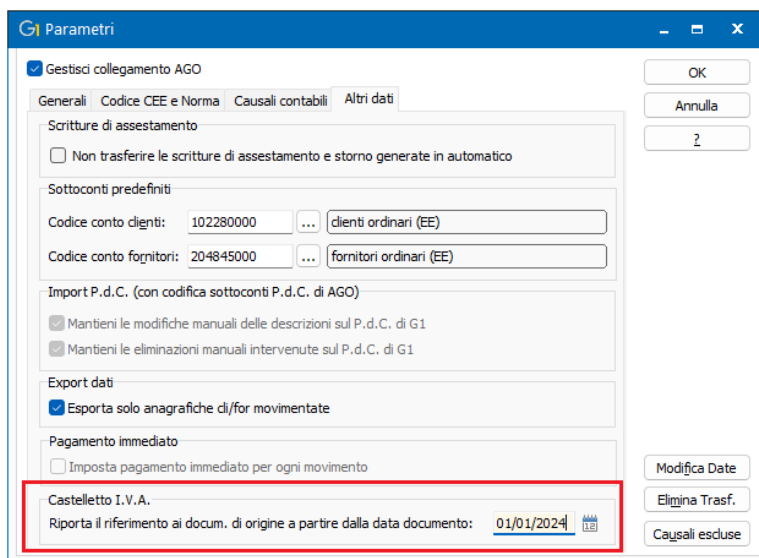 G1 Parametri
Gestisci collegamento AGO
OK
Generali Codice CEE e Norma Causali contabili Altri dati
Annulla
Scritture di assestamento
?
Non trasferire le scritture di assestamento e storno generate in automatico
Sottoconti predefiniti
Codice conto clienti: 102280000 ... clienti ordinari (EE)
Codice conto fornitori: 204845000 ... fornitori ordinari (EE)
Import P.d.C. (con codifica sottoconti P.d.C. di AGO)
Mantieni le modifiche manuali delle descrizioni sul P.d.C. di G1
Mantieni le eliminazioni manuali intervenute sul P.d.C. di G1
Export dati
Esporta solo anagrafiche cli/for movimentate
Pagamento immediato
Imposta pagamento immediato per ogni movimento
Modifica Date
Castelletto I.V.A.
Elimina Trasf.
Riporta il riferimento ai docum. di origine a partire dalla data documento: 01/01/2024 12
Causali escluse